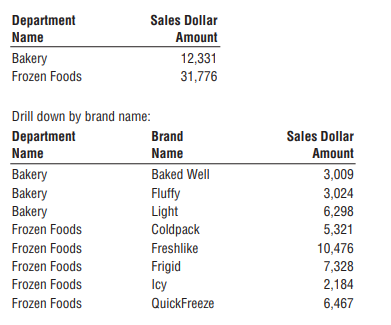 Department Sales Dollar
Name Amount
Bakery 12,331
Frozen Foods 31,776
Drill down by brand name:
Department Brand Sales Dollar
Name Name Amount
Bakery Baked Well 3,009
Bakery Fluffy 3,024
Bakery Light 6,298
Frozen Foods Coldpack 5,321
Frozen Foods Freshlike 10,476
Frozen Foods Frigid 7,328
Frozen Foods Icy 2,184
Frozen Foods QuickFreeze 6,467